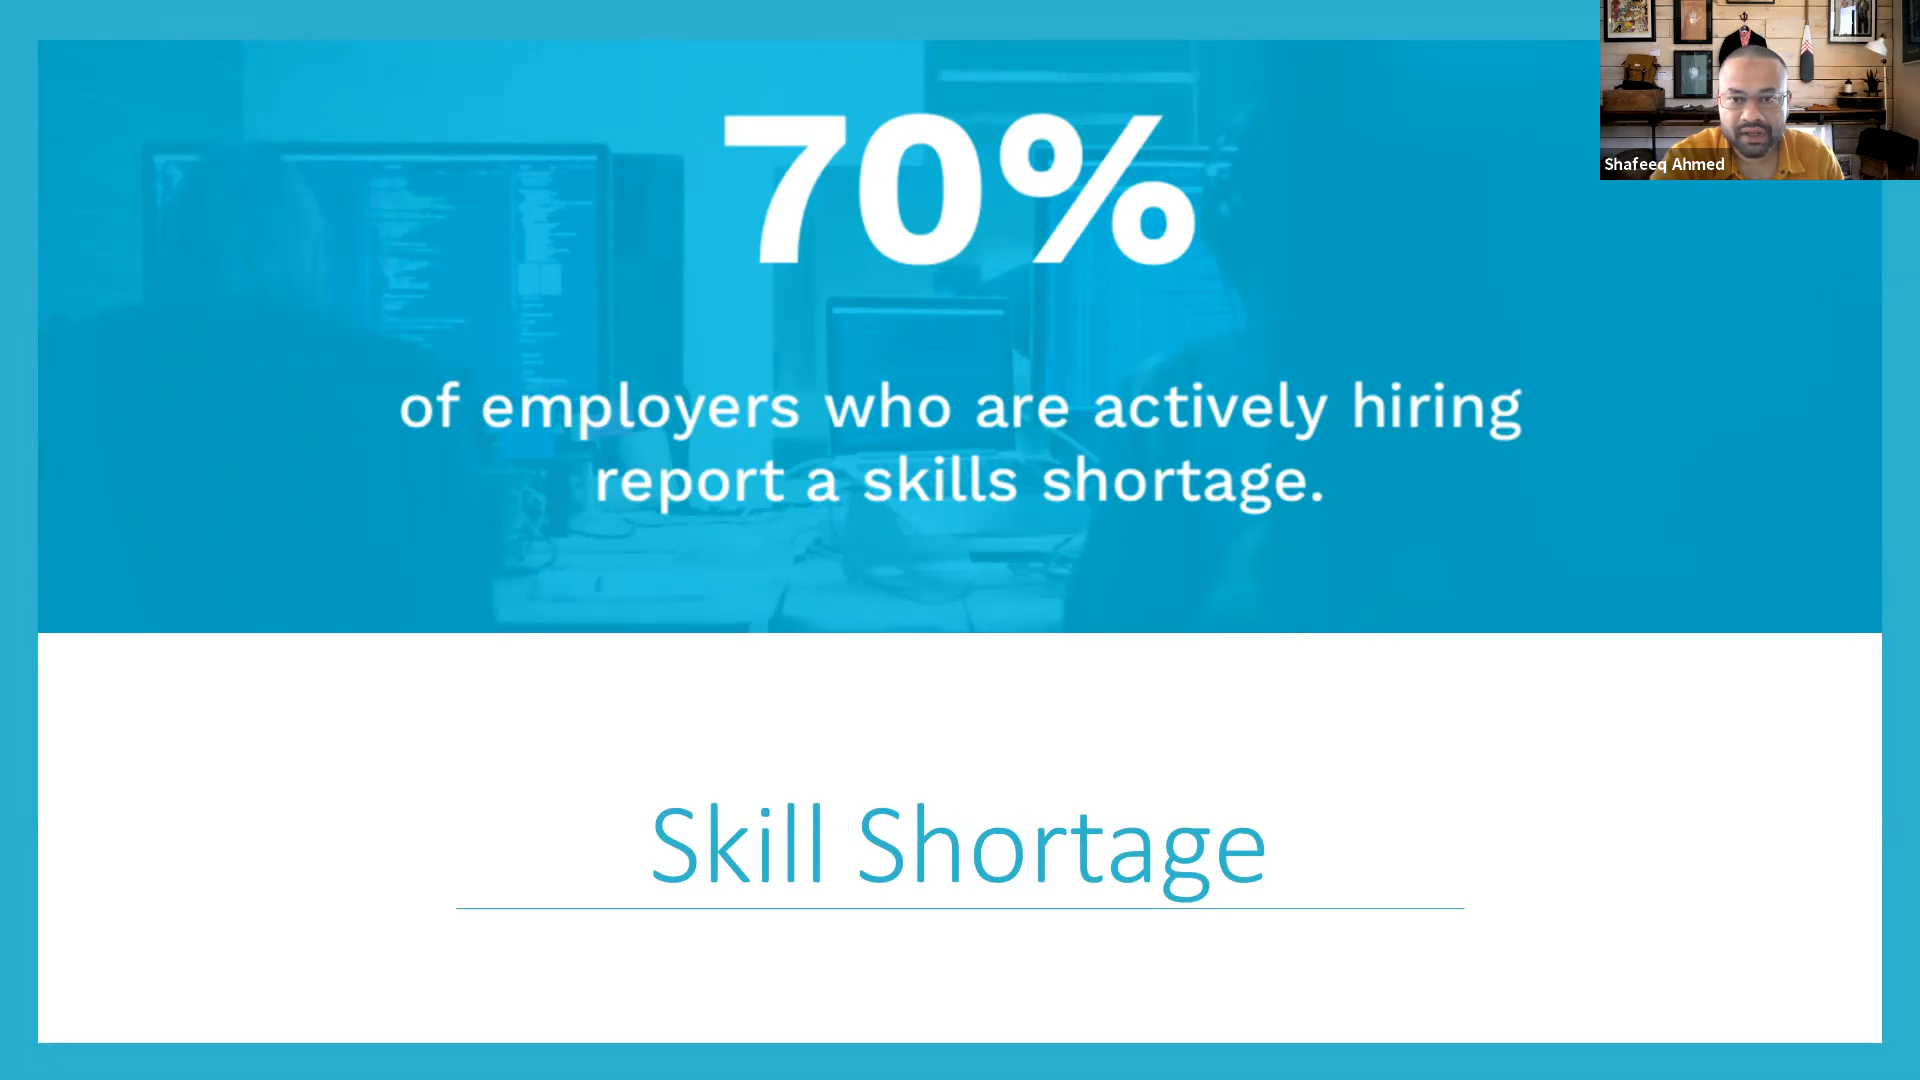 70%
of employers who are actively hiring
report a skills shortage.
Shafeeq Ahmed
Skill Shortage